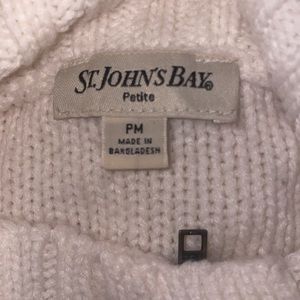 ST. JOHN'S BAY®
Petite
PM
MADE IN
BANGLADESH